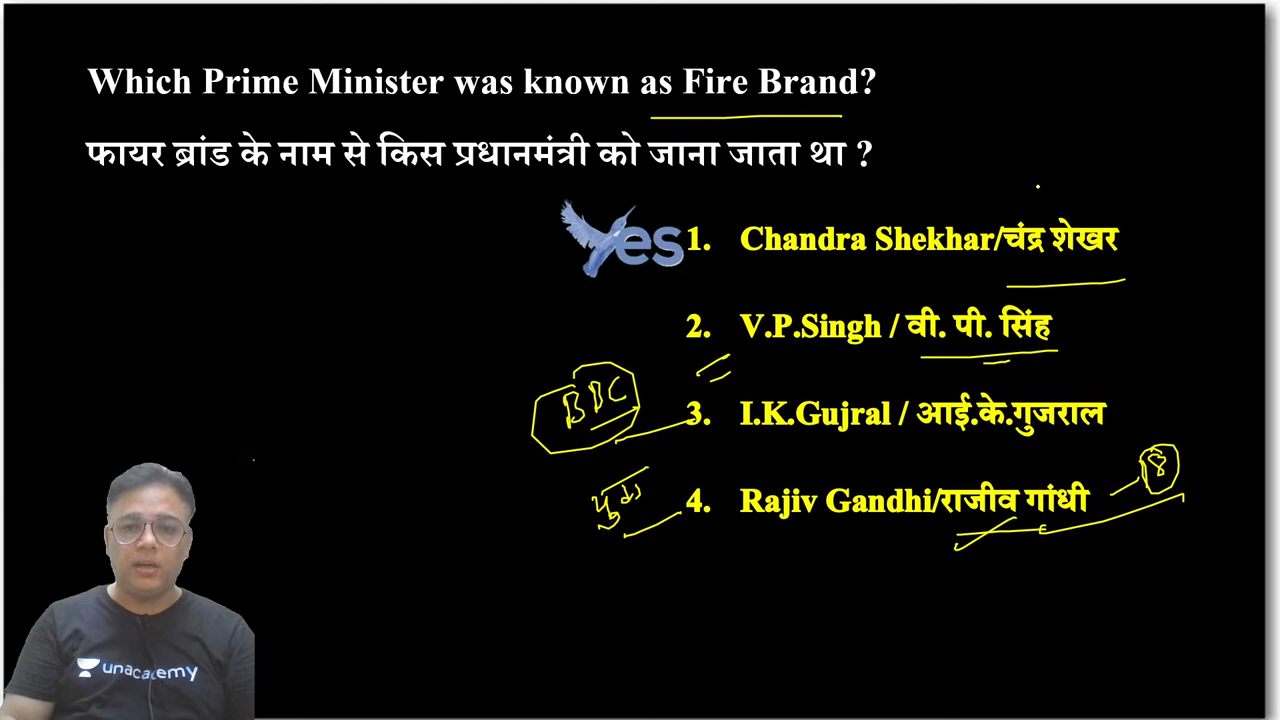 Which Prime Minister was known as Fire Brand?
फायर ब्रांड के नाम से किस प्रधानमंत्री को जाना जाता था ?
Yes 1. Chandra Shekhar/चंद्र शेखर
2. V.P.Singh / वी. पी. सिंह
BBC
3. I.K.Gujral / आई.के.गुजराल
4. Rajiv Gandhi/राजीव गांधी
unacademy